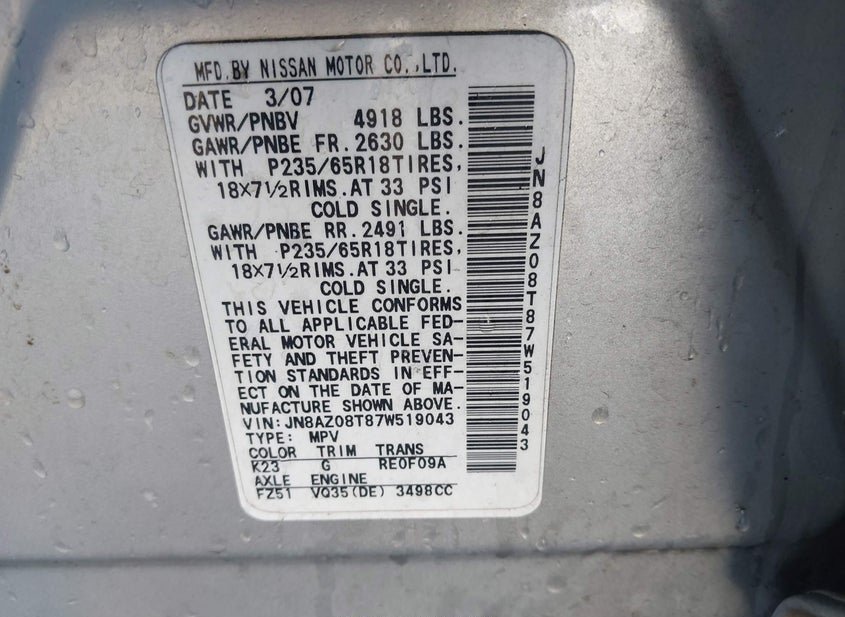 MFD.BY NISSAN MOTOR CO.,LTD.
DATE 3/07
GVWR/PNBV 4918 LBS.
GAWR/PNBE FR.2630 LBS.
WITH P235/65R18TIRES,
18X7½RIMS.AT 33 PSI
COLD SINGLE.
GAWR/PNBE RR.2491 LBS.
WITH P235/65R18TIRES,
18X7½RIMS.AT 33 PSI
COLD SINGLE.
THIS VEHICLE CONFORMS
TO ALL APPLICABLE FED-
ERAL MOTOR VEHICLE SA-
FETY AND THEFT PREVEN-
TION STANDARDS IN EFF-
ECT ON THE DATE OF MA-
NUFACTURE SHOWN ABOVE.
VIN:JN8AZ08T87W519043
TYPE: MPV
COLOR TRIM TRANS
K23 G RE0F09A
AXLE ENGINE
FZ51 VQ35(DE) 3498CC
JN8AZ08T87W519043